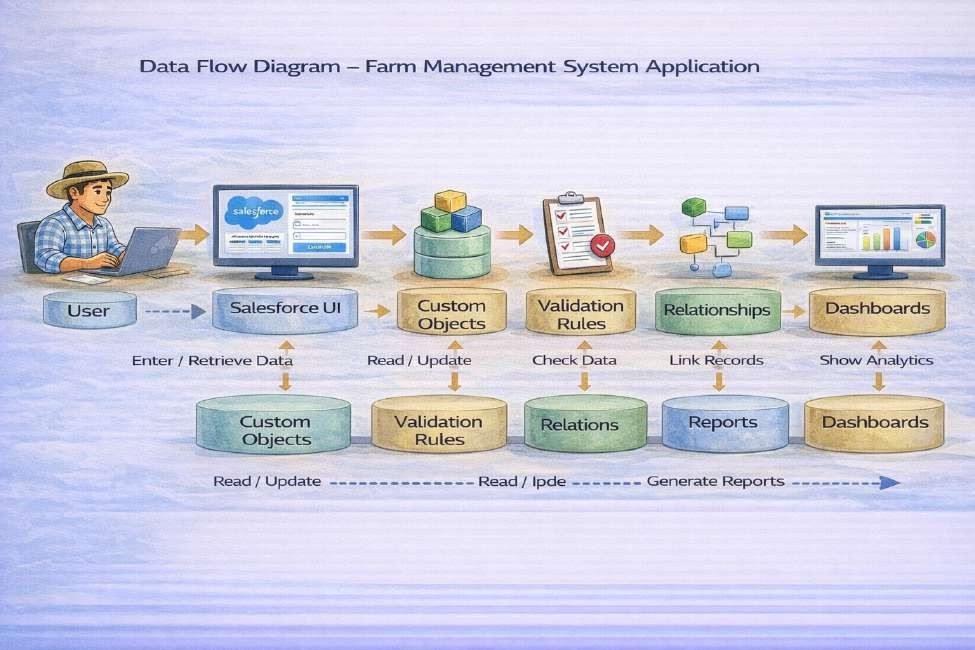 Data Flow Diagram – Farm Management System Application
salesforce
User
Salesforce UI
Custom
Objects
Validation
Rules
Relationships
Dashboards
Enter / Retrieve Data
Read / Update
Check Data
Link Records
Show Analytics
Custom
Objects
Validation
Rules
Relations
Reports
Dashboards
Read / Update
Read / Ipde
Generate Reports